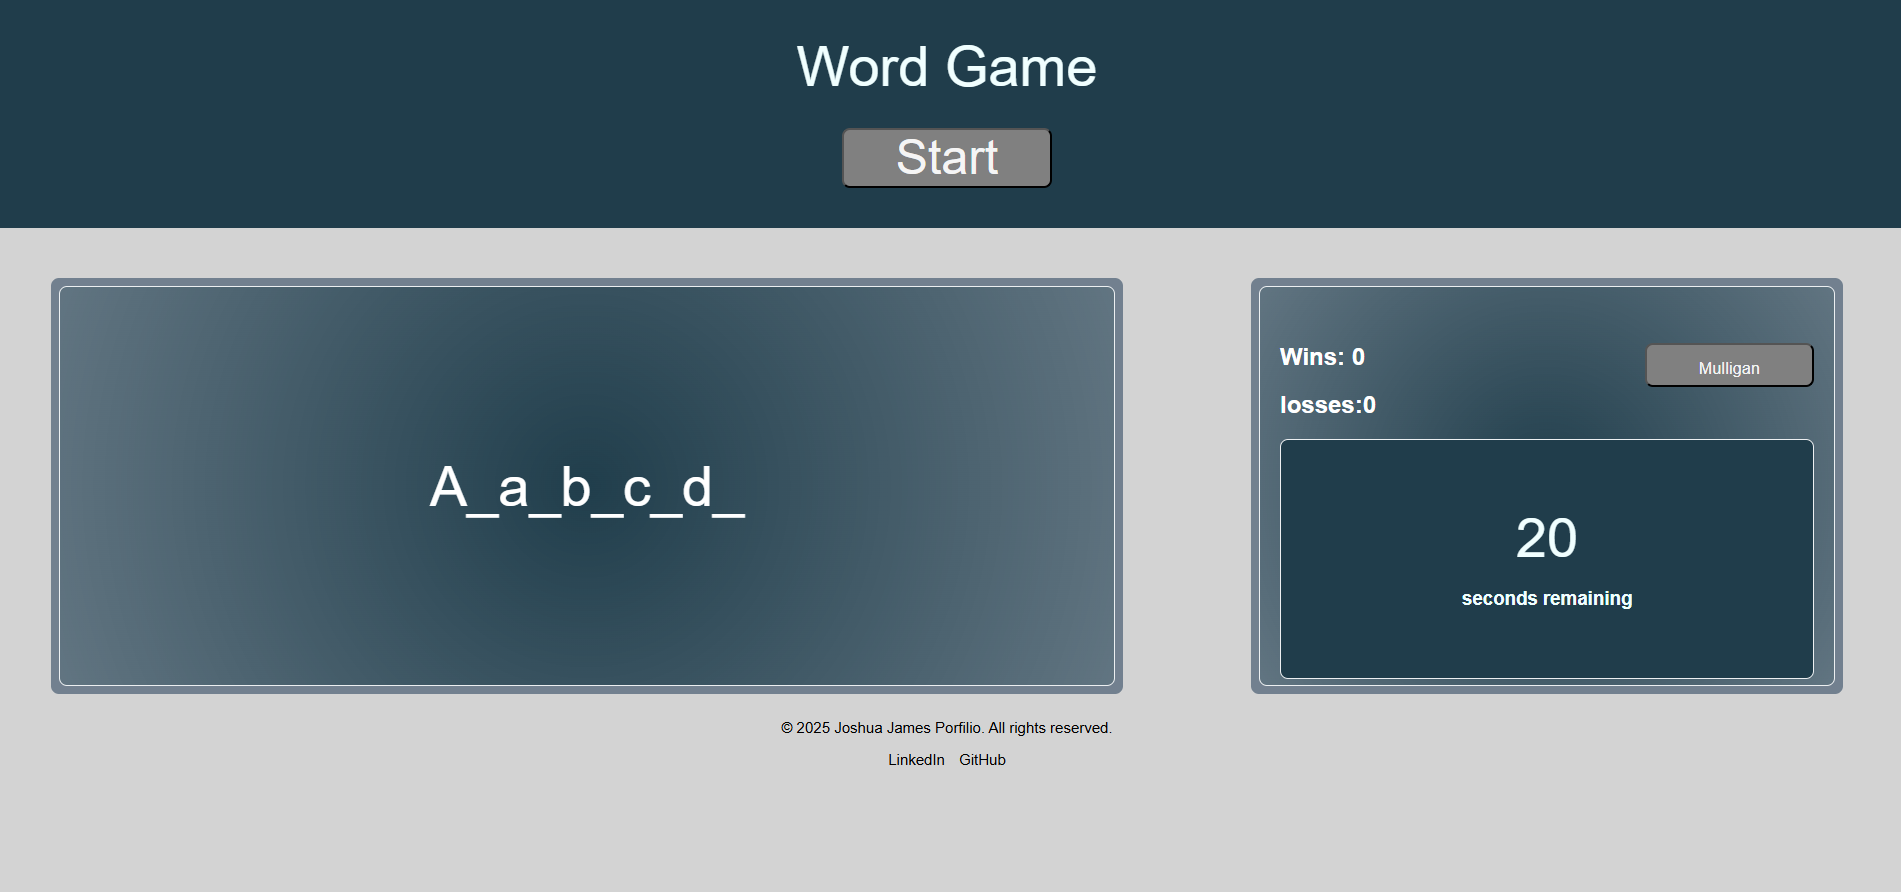 Word Game
Start
A_a_b_c_d_
Wins: 0
Mulligan
losses:0
20
seconds remaining
© 2025 Joshua James Porfilio. All rights reserved.
LinkedIn GitHub